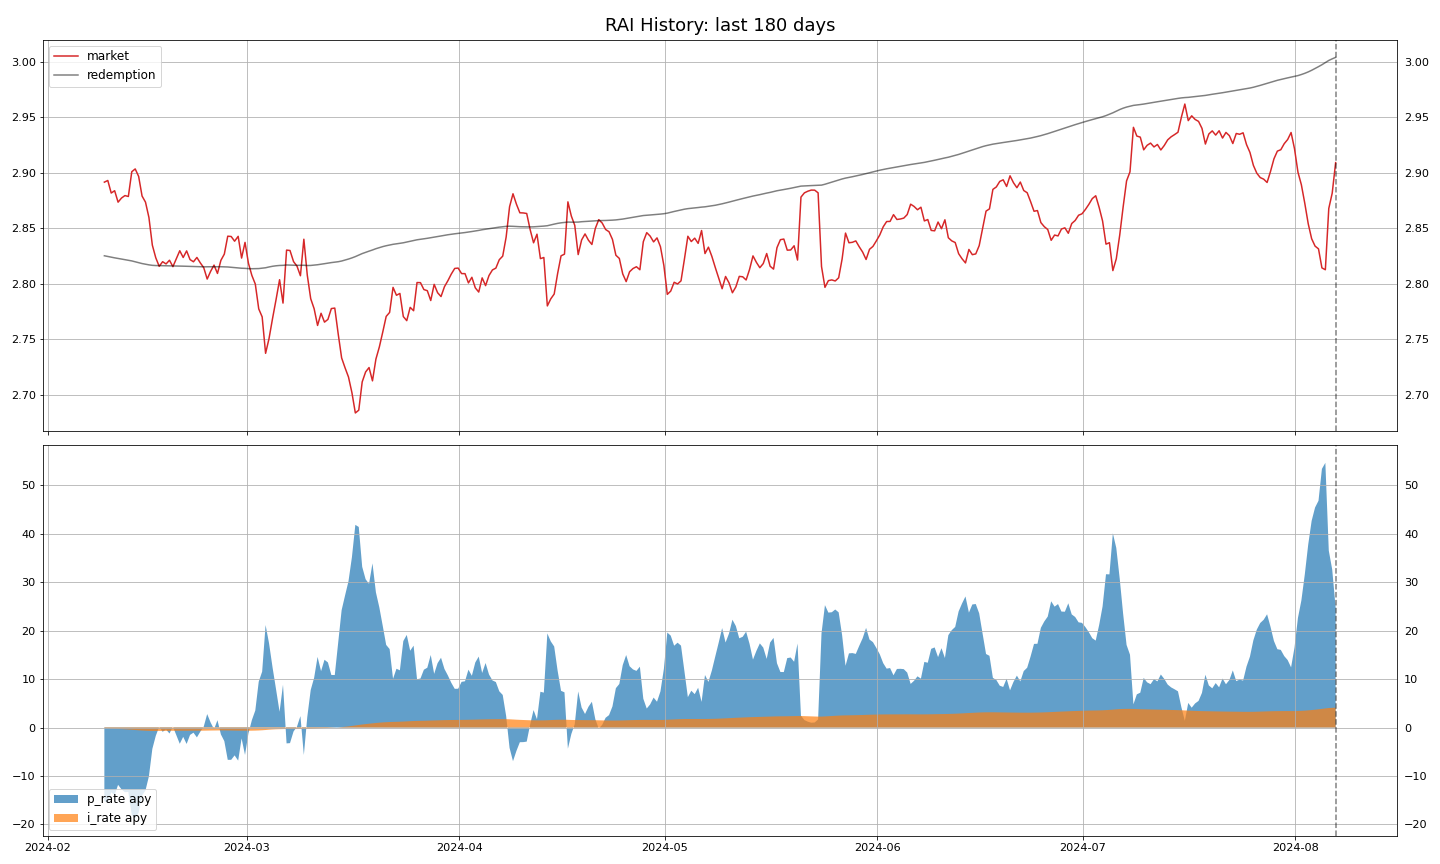 RAI History: last 180 days
market
redemption
3.00 3.00
2.95 2.95
2.90 2.90
2.85 2.85
2.80 2.80
2.75 2.75
2.70 2.70
50 50
40 40
30 30
20 20
10 10
0 0
−10 −10
−20 −20
p_rate apy
i_rate apy
2024-02 2024-03 2024-04 2024-05 2024-06 2024-07 2024-08